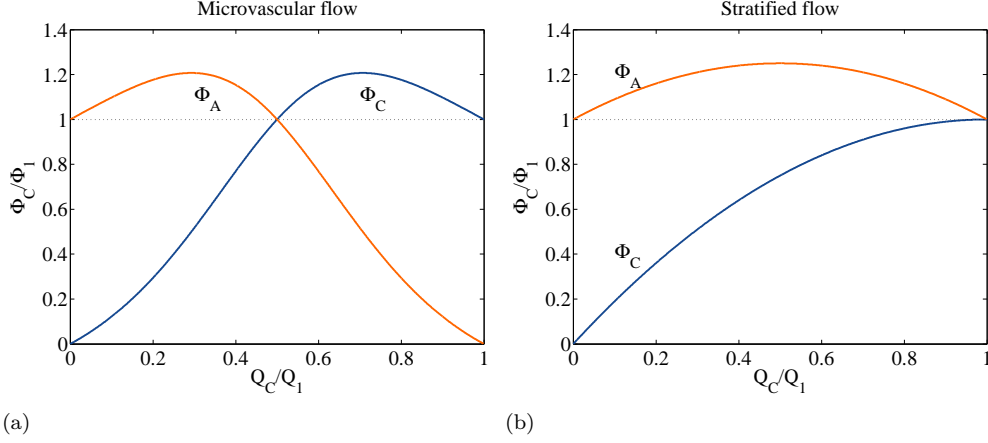 Microvascular flow
1.4
1.2
1
0.8
0.6
0.4
0.2
0
Φ_C/Φ_1
Φ_A
Φ_C
0 0.2 0.4 0.6 0.8 1
Q_C/Q_1
(a)
Stratified flow
1.4
1.2
1
0.8
0.6
0.4
0.2
0
Φ_C/Φ_1
Φ_A
Φ_C
0 0.2 0.4 0.6 0.8 1
Q_C/Q_1
(b)